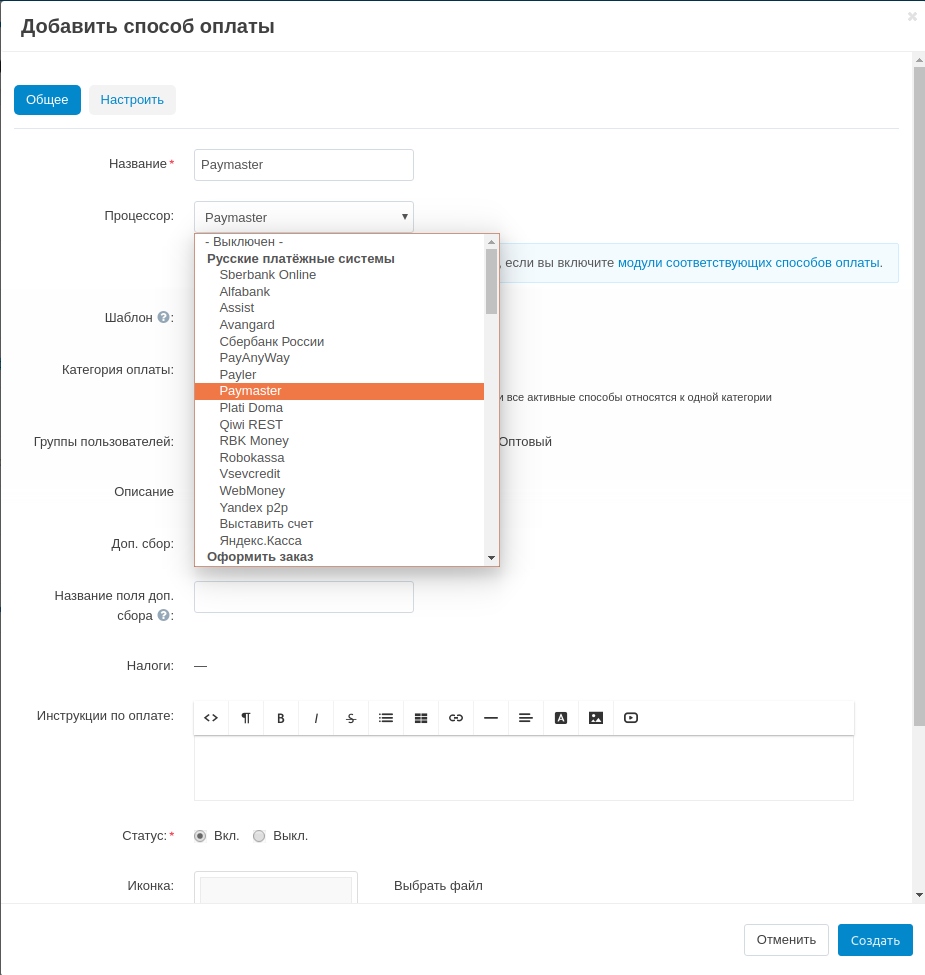 Добавить способ оплаты
Общее
Настроить
Название*
Paymaster
Процессор:
Paymaster
- Выключен -
Русские платёжные системы
, если вы включите модули соответствующих способов оплаты.
Sberbank Online
Alfabank
Assist
Шаблон ?:
Avangard
Сбербанк России
PayAnyWay
Категория оплаты:
Payler
Paymaster
и все активные способы относятся к одной категории
Plati Doma
Qiwi REST
RBK Money
Группы пользователей:
Оптовый
Robokassa
Vsevcredit
WebMoney
Описание
Yandex p2p
Выставить счет
Яндекс.Касса
Доп. сбор:
Оформить заказ
Название поля доп.
сбора ?:
Налоги:
—
Инструкции по оплате:
<> ¶ B I S A
Статус:*
Вкл.
Выкл.
Иконка:
Выбрать файл
Отменить
Создать